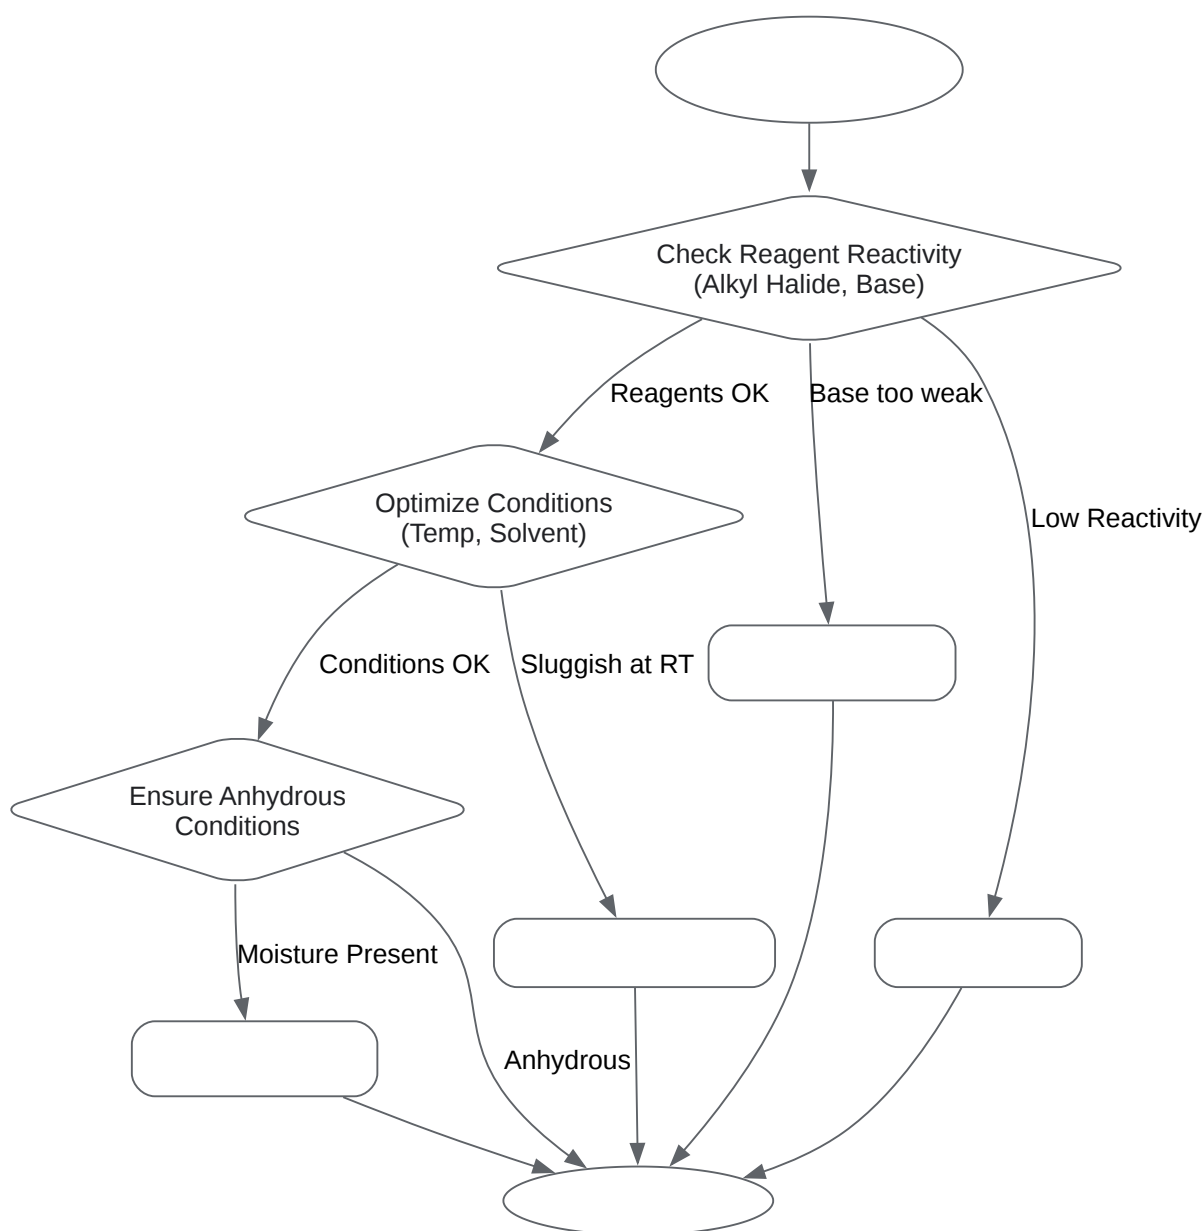 Check Reagent Reactivity
(Alkyl Halide, Base)
Reagents OK
Base too weak
Optimize Conditions
(Temp, Solvent)
Low Reactivity
Conditions OK
Sluggish at RT
Ensure Anhydrous
Conditions
Moisture Present
Anhydrous